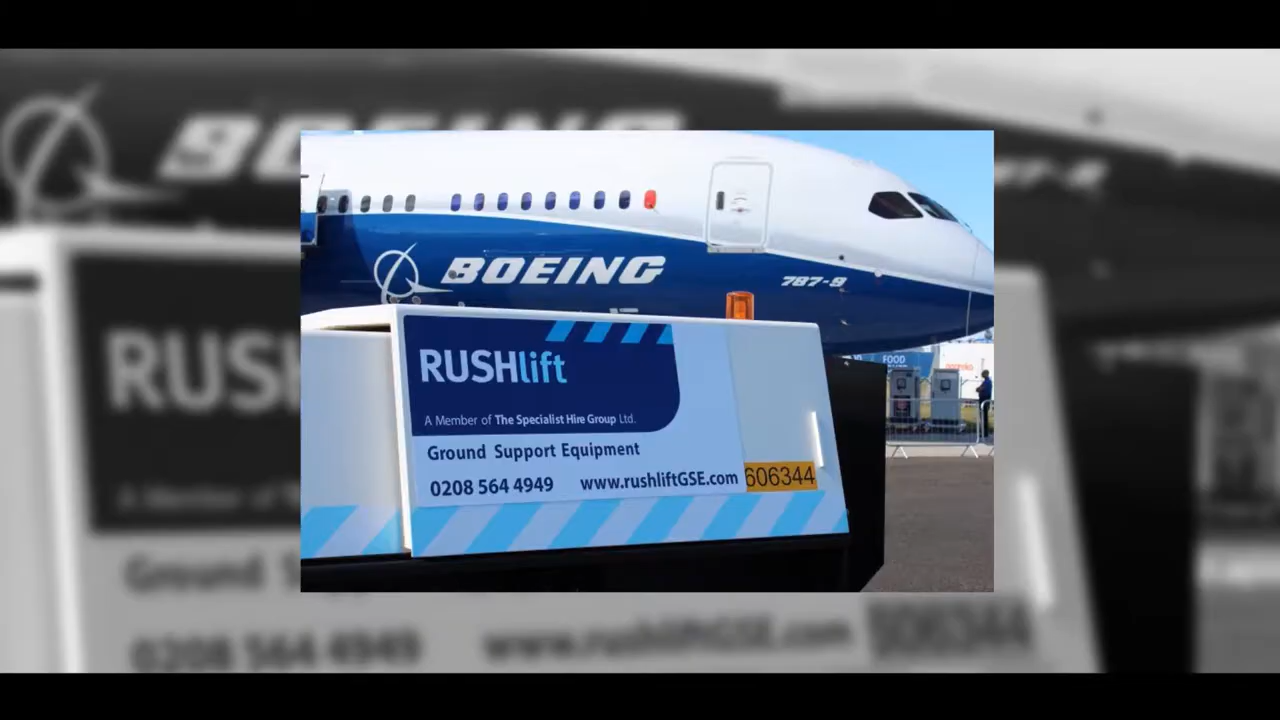 BOEING
787-9
FOOD
RUSHlift
A Member of The Specialist Hire Group Ltd.
Ground Support Equipment
0208 564 4949 www.rushliftGSE.com 606344